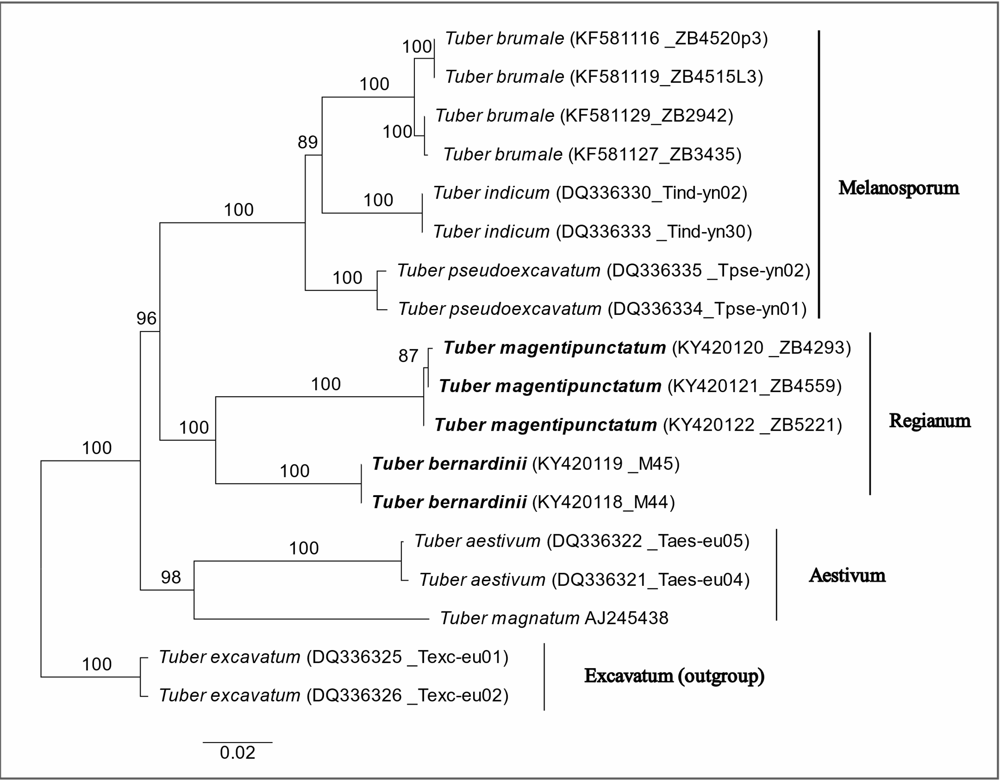 Tuber brumale (KF581116 _ZB4520p3)
100
Tuber brumale (KF581119_ZB4515L3)
100
Tuber brumale (KF581129_ZB2942)
100
89
Tuber brumale (KF581127_ZB3435)
Melanosporum
Tuber indicum (DQ336330_Tind-yn02)
100
100
Tuber indicum (DQ336333 _Tind-yn30)
Tuber pseudoexcavatum (DQ336335 _Tpse-yn02)
100
Tuber pseudoexcavatum (DQ336334_Tpse-yn01)
96
Tuber magentipunctatum (KY420120 _ZB4293)
87
100
Tuber magentipunctatum (KY420121_ZB4559)
Regianum
Tuber magentipunctatum (KY420122 _ZB5221)
100
100
Tuber bernardinii (KY420119 _M45)
100
Tuber bernardinii (KY420118_M44)
Tuber aestivum (DQ336322 _Taes-eu05)
100
Aestivum
98
Tuber aestivum (DQ336321_Taes-eu04)
Tuber magnatum AJ245438
Tuber excavatum (DQ336325 _Texc-eu01)
100
Excavatum (outgroup)
Tuber excavatum (DQ336326 _Texc-eu02)
0.02